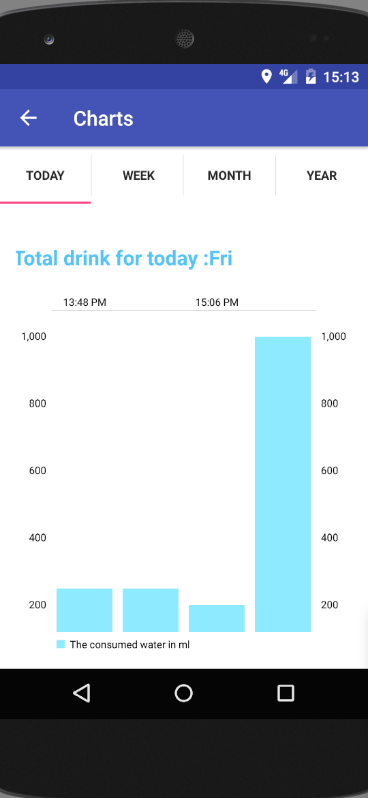 4G 15:13
Charts
TODAY WEEK MONTH YEAR
Total drink for today :Fri
13:48 PM 15:06 PM
1,000 1,000
800 800
600 600
400 400
200 200
The consumed water in ml